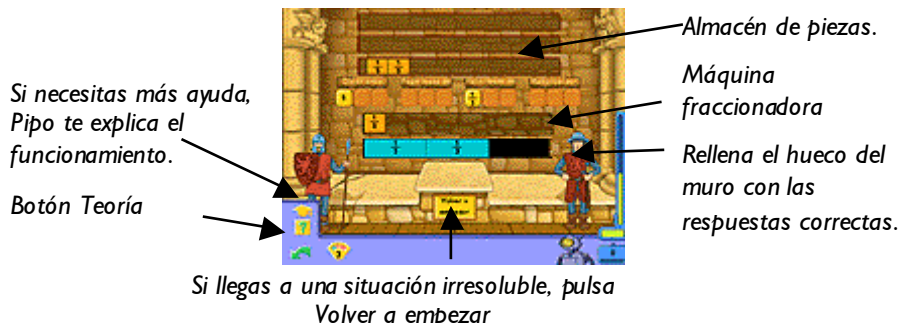 Almacén de piezas.
Máquina
fraccionadora
Si necesitas más ayuda,
Pipo te explica el
funcionamiento.
Rellena el hueco del
muro con las
respuestas correctas.
Botón Teoría
Volver a
?
Si llegas a una situación irresoluble, pulsa
Volver a empezar